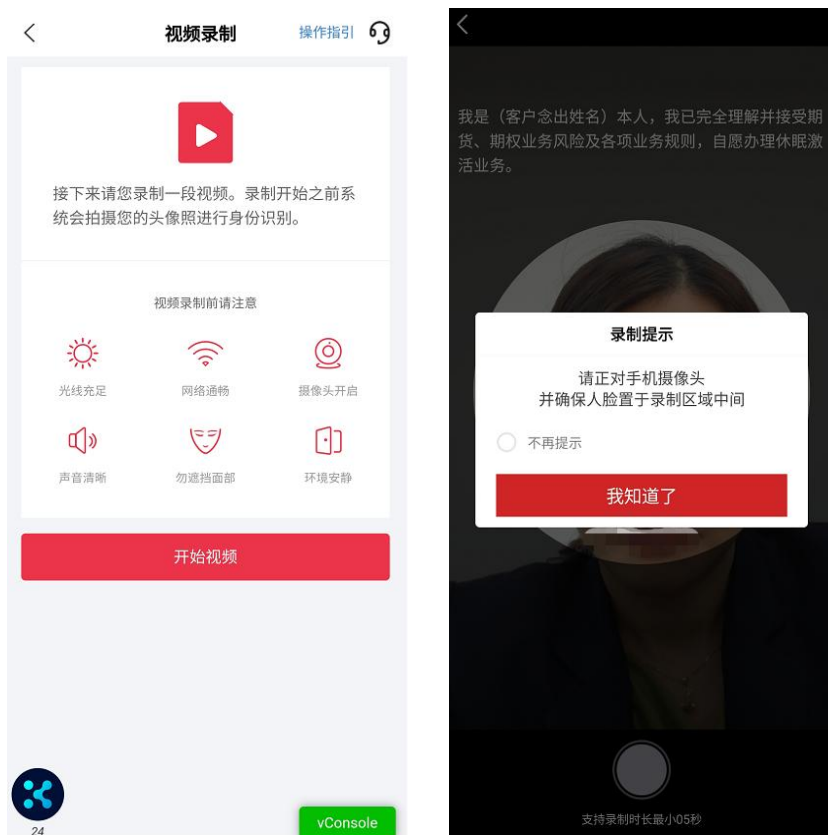 视频录制
操作指引
接下来请您录制一段视频。录制开始之前系
统会拍摄您的头像照进行身份识别。
视频录制前请注意
光线充足
网络通畅
摄像头开启
声音清晰
勿遮挡面部
环境安静
开始视频
24
vConsole
我是（客户念出姓名）本人，我已完全理解并接受期
货、期权业务风险及各项业务规则，自愿办理休眠激
活业务。
录制提示
请正对手机摄像头
并确保人脸置于录制区域中间
不再提示
我知道了
支持录制时长最小05秒